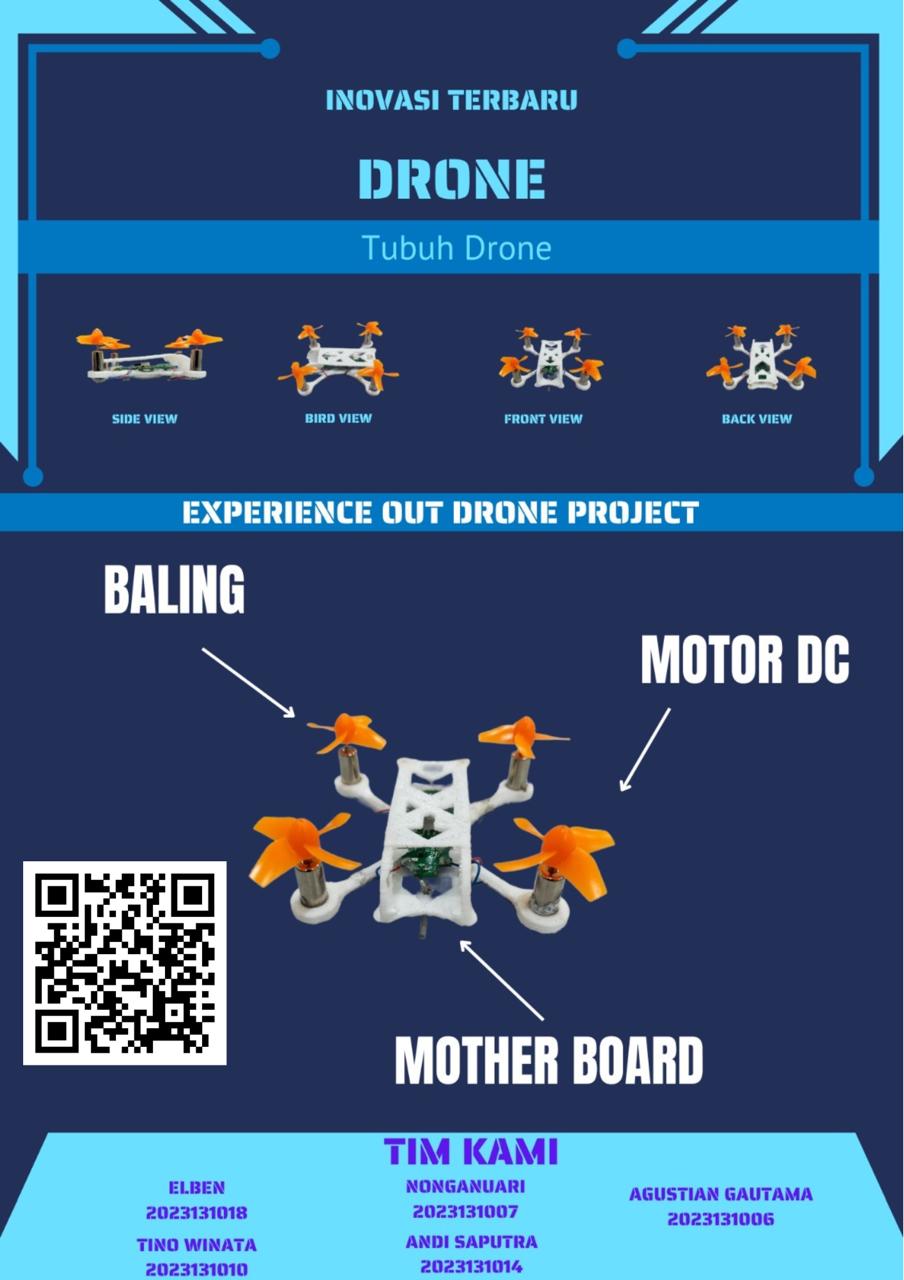 INOVASI TERBARU
DRONE
Tubuh Drone
SIDE VIEW
BIRD VIEW
FRONT VIEW
BACK VIEW
EXPERIENCE OUT DRONE PROJECT
BALING
MOTOR DC
MOTHER BOARD
TIM KAMI
ELBEN
2023131018
TINO WINATA
2023131010
NONGANUARI
2023131007
ANDI SAPUTRA
2023131014
AGUSTIAN GAUTAMA
2023131006